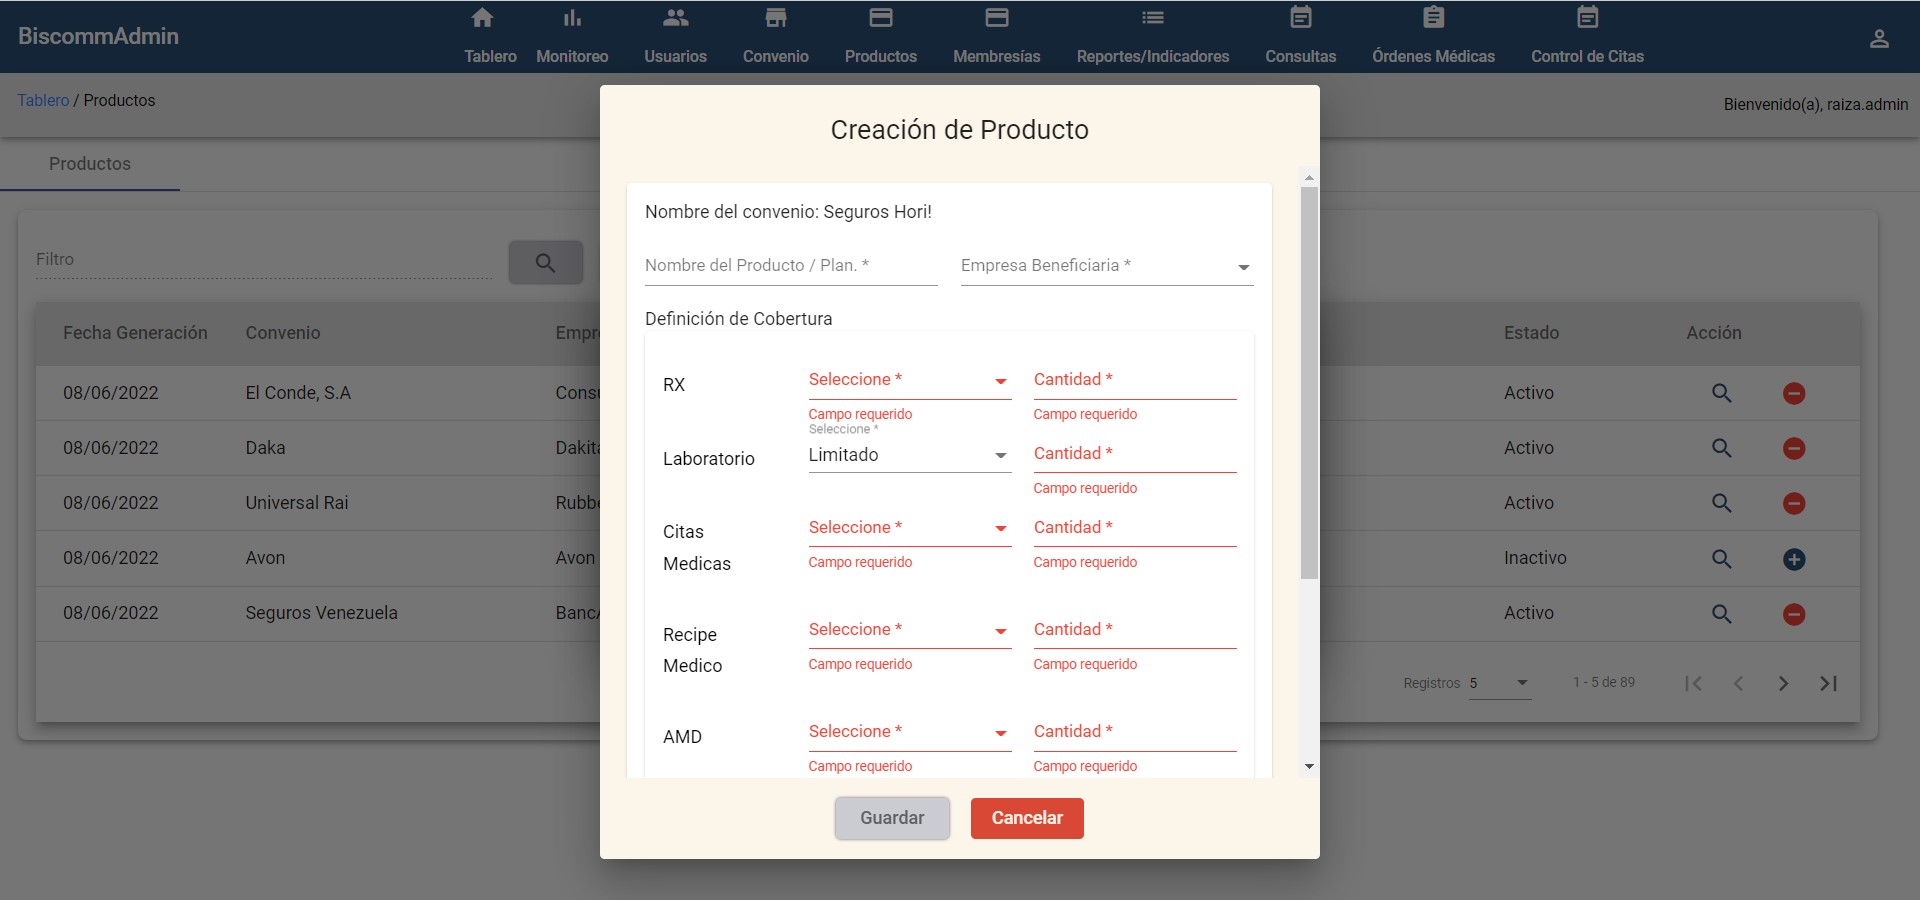 BiscommAdmin
Tablero
Monitoreo
Usuarios
Convenio
Productos
Membresías
Reportes/Indicadores
Consultas
Órdenes Médicas
Control de Citas
Tablero / Productos
Bienvenido(a), raiza.admin
Productos
Filtro
Fecha Generación Convenio Empr Estado Acción
08/06/2022 El Conde, S.A Consu Activo
08/06/2022 Daka Dakita Activo
08/06/2022 Universal Rai Rubbe Activo
08/06/2022 Avon Avon Inactivo
08/06/2022 Seguros Venezuela Banc Activo
Registros 5 1 - 5 de 89
Creación de Producto
Nombre del convenio: Seguros Hori!
Nombre del Producto / Plan. * Empresa Beneficiaria *
Definición de Cobertura
RX Seleccione * Cantidad *
Campo requerido Campo requerido
Seleccione *
Laboratorio Limitado Cantidad *
Campo requerido
Citas Medicas Seleccione * Cantidad *
Campo requerido Campo requerido
Recipe Medico Seleccione * Cantidad *
Campo requerido Campo requerido
AMD Seleccione * Cantidad *
Campo requerido Campo requerido
Guardar Cancelar